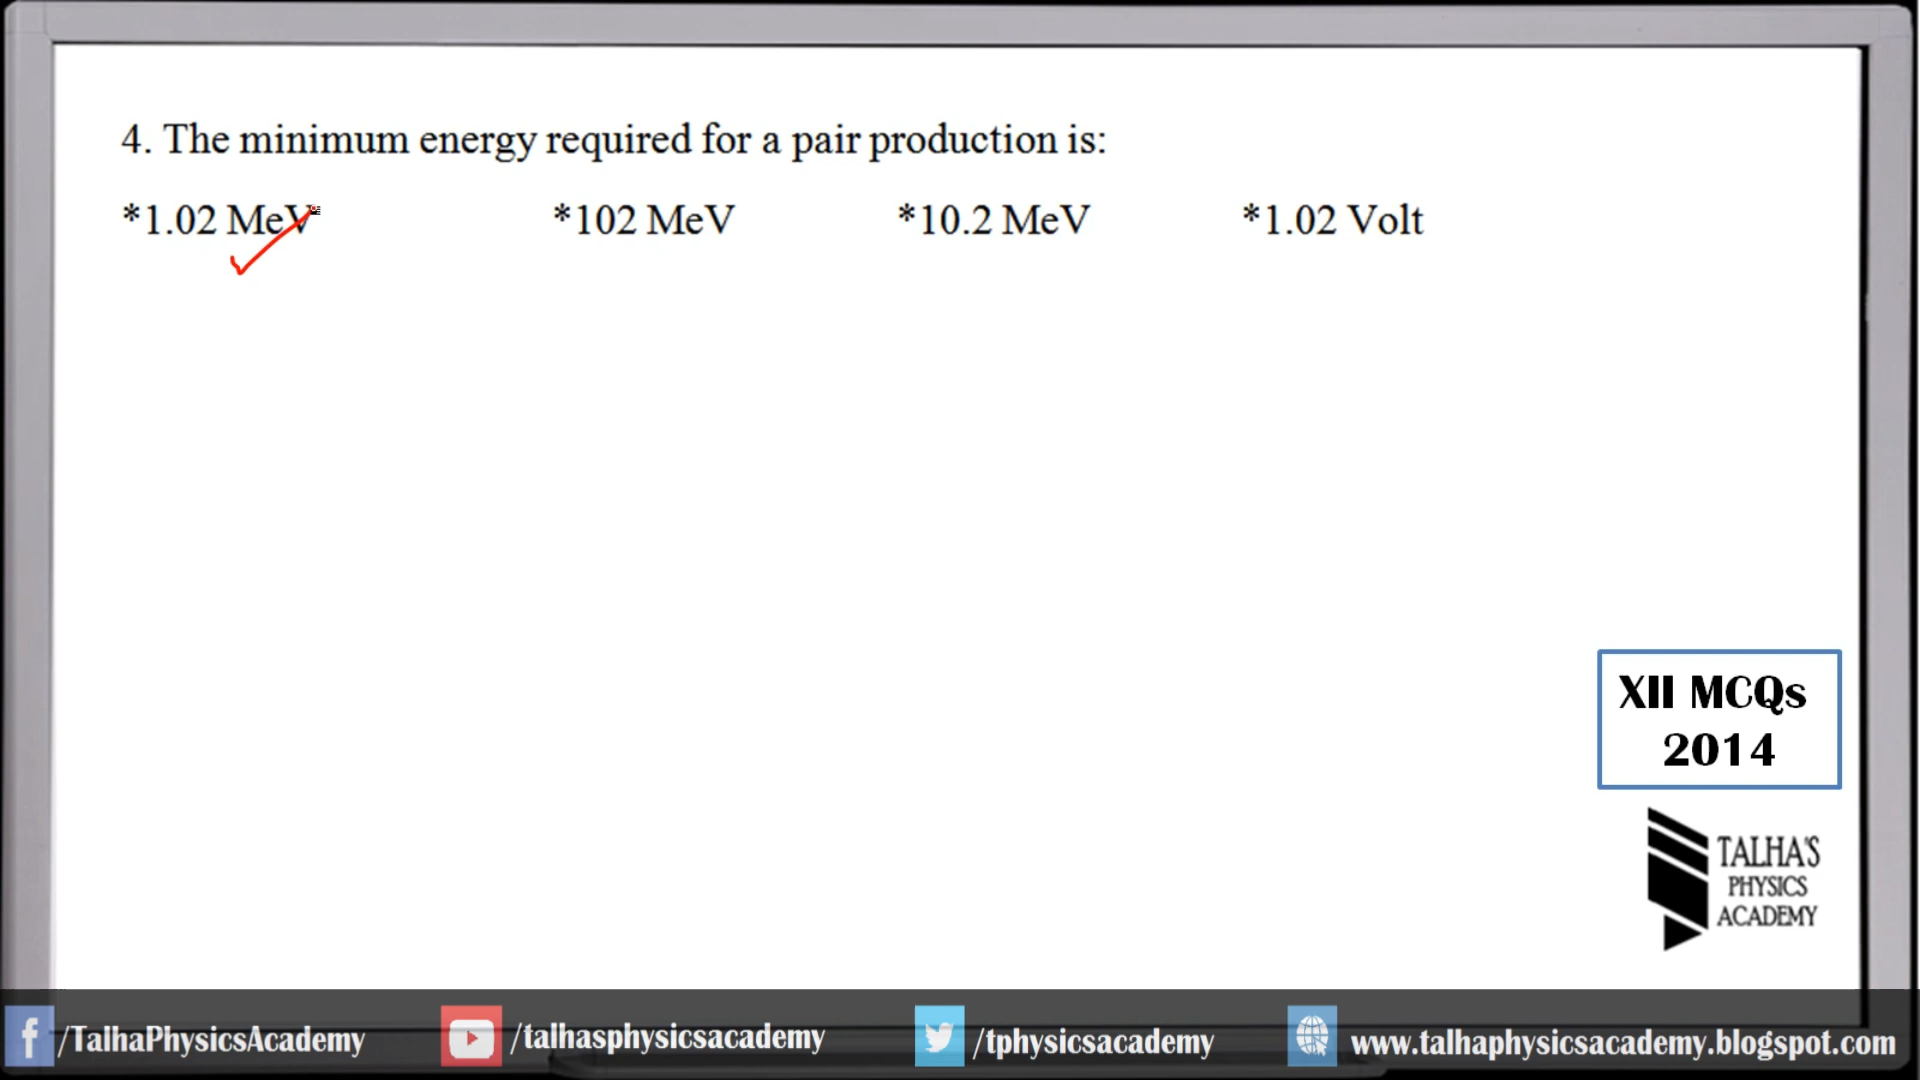 4. The minimum energy required for a pair production is:
*1.02 MeV *102 MeV *10.2 MeV *1.02 Volt
XII MCQs
2014
TALHA'S
PHYSICS
ACADEMY
/TalhaPhysicsAcademy /talhasphysicsacademy /tphysicsacademy www.talhaphysicsacademy.blogspot.com